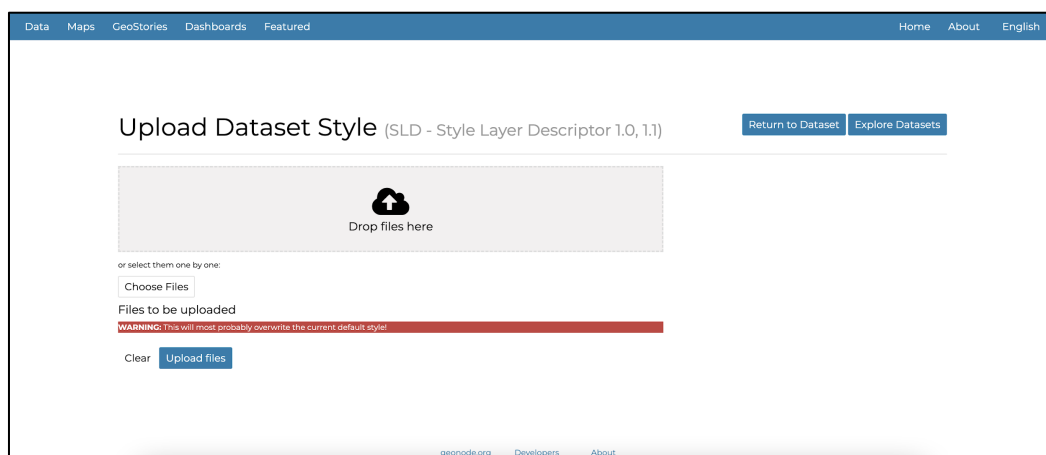 Data Maps GeoStories Dashboards Featured Home About English
Upload Dataset Style (SLD - Style Layer Descriptor 1.0, 1.1) Return to Dataset Explore Datasets
Drop files here
or select them one by one:
Choose Files
Files to be uploaded
WARNING: This will most probably overwrite the current default style!
Clear Upload files
geonode.org Developers About